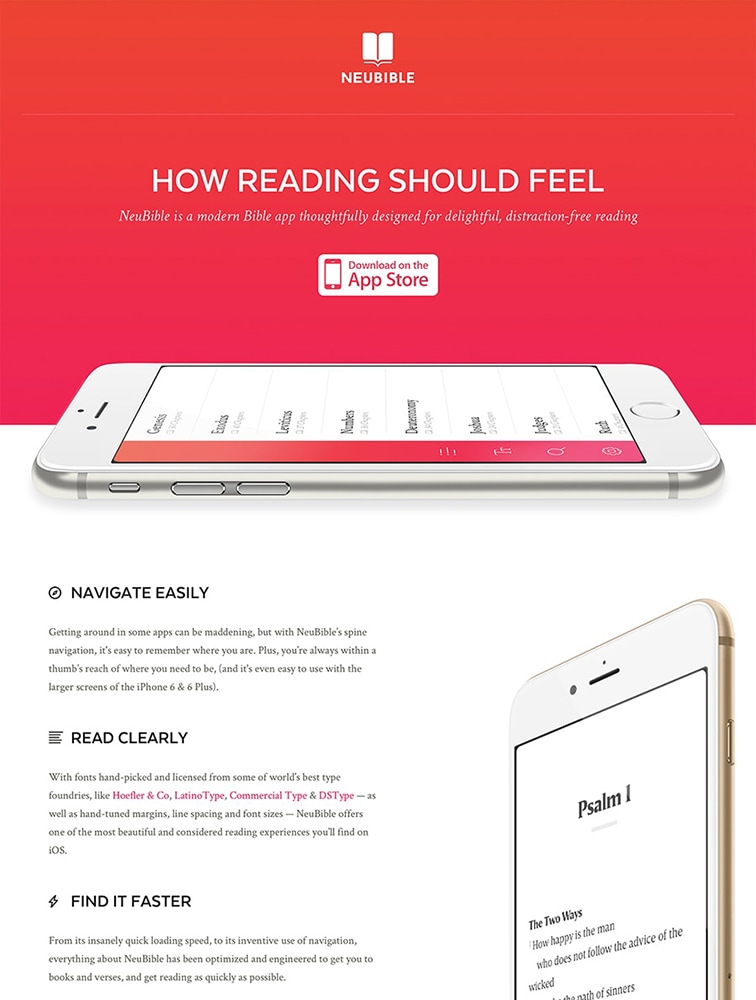 NEUBIBLE
HOW READING SHOULD FEEL
NeuBible is a modern Bible app thoughtfully designed for delightful, distraction-free reading
Download on the
App Store
Genesis
Exodus
Leviticus
Numbers
Deuteronomy
Joshua
Judges
Ruth
NAVIGATE EASILY
Getting around in some apps can be maddening, but with NeuBible's spine
navigation, it's easy to remember where you are. Plus, you're always within a
thumb's reach of where you need to be, (and it's even easy to use with the
larger screens of the iPhone 6 & 6 Plus).
READ CLEARLY
With fonts hand-picked and licensed from some of world's best type
foundries, like Hoefler & Co, LatinoType, Commercial Type & DSType — as
well as hand-tuned margins, line spacing and font sizes — NeuBible offers
one of the most beautiful and considered reading experiences you'll find on
iOS.
FIND IT FASTER
From its insanely quick loading speed, to its inventive use of navigation,
everything about NeuBible has been optimized and engineered to get you to
books and verses, and get reading as quickly as possible.
Psalm 1
The Two Ways
1 How happy is the man
who does not follow the advice of the
wicked
the path of sinners